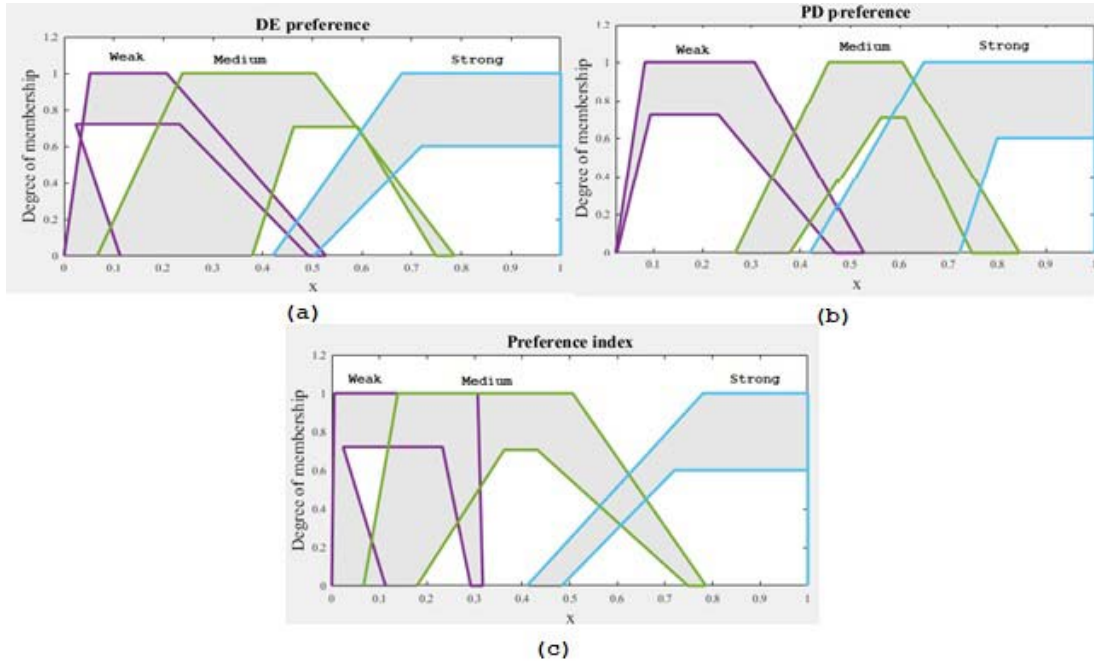 DE preference
1.2
Weak Medium Strong
1
0.8
0.6
0.4
0.2
0
Degree of membership
0 0.1 0.2 0.3 0.4 0.5 0.6 0.7 0.8 0.9 1
x
(a)
PD preference
1.2
Weak Medium Strong
1
0.8
0.6
0.4
0.2
0
Degree of membership
0.1 0.2 0.3 0.4 0.5 0.6 0.7 0.8 0.9 1
x
(b)
Preference index
1.2
Weak Medium Strong
1
0.8
0.6
0.4
0.2
0
Degree of membership
0 0.1 0.2 0.3 0.4 0.5 0.6 0.7 0.8 0.9 1
x
(c)